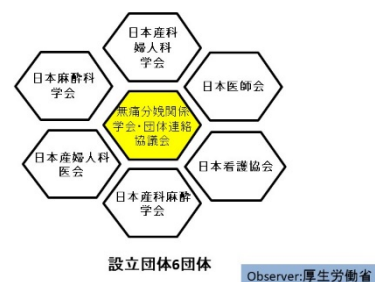 日本産科
婦人科
学会
日本麻酔科
学会
日本医師会
無痛分娩関係
学会・団体連絡
協議会
日本産婦人科
医会
日本看護協会
日本産科麻酔
学会
設立団体6団体
Observer:厚生労働省